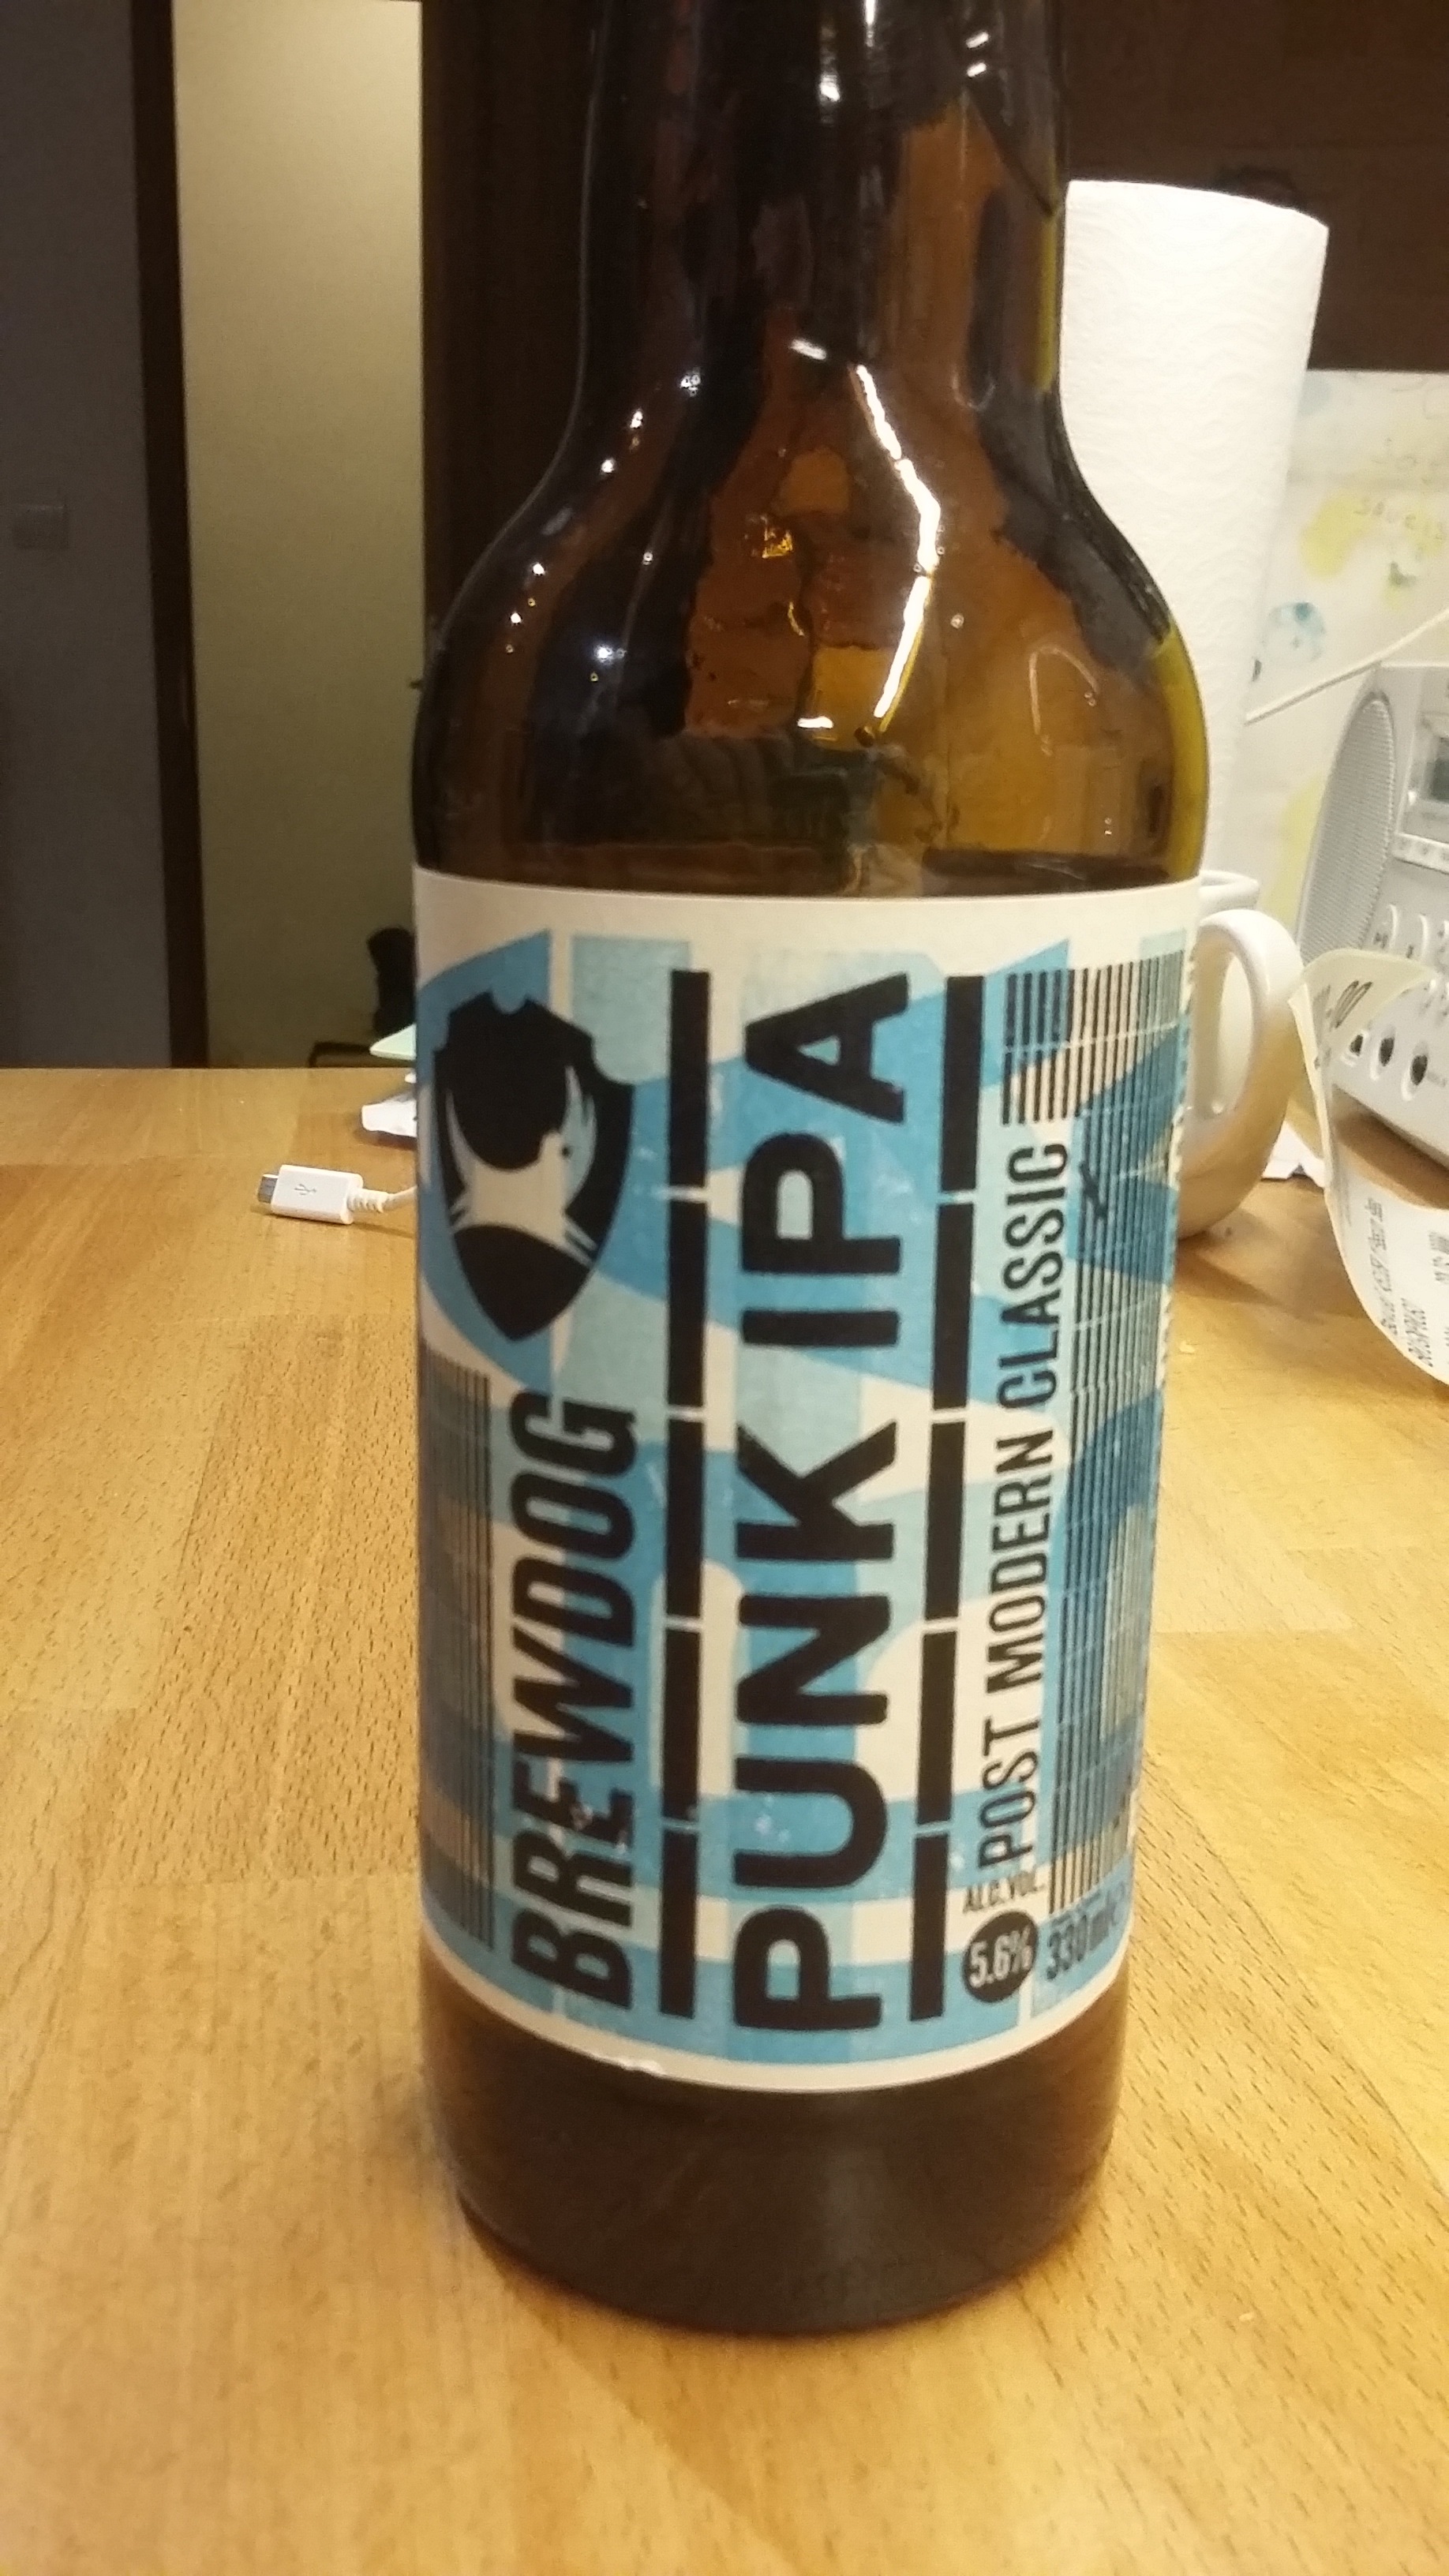 BREWDOG
PUNK IPA
POST MODERN CLASSIC
ALC. VOL.
5.6%
330ml